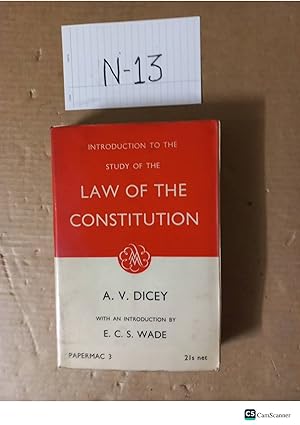 N-13
INTRODUCTION TO THE
STUDY OF THE
LAW OF THE
CONSTITUTION
A. V. DICEY
WITH AN INTRODUCTION BY
E. C. S. WADE
PAPERMAC 3 21s net
CS CamScanner